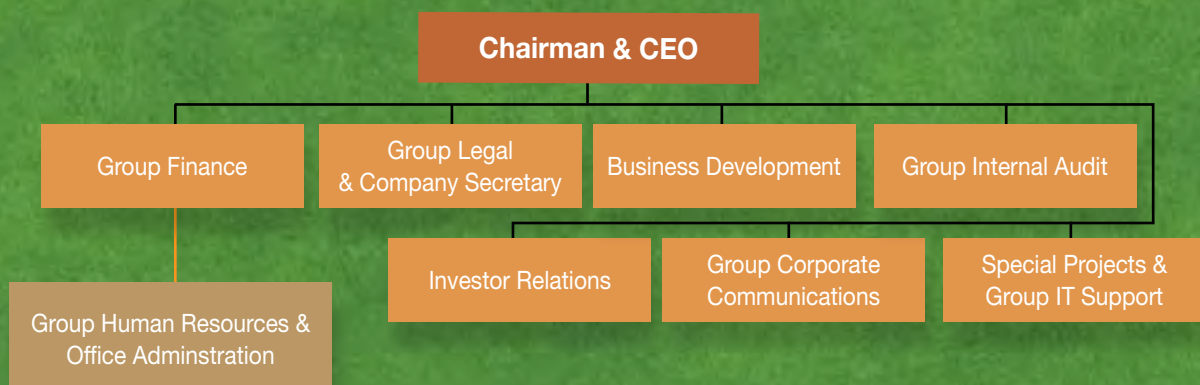 Chairman & CEO
Group Finance
Group Legal
& Company Secretary
Business Development
Group Internal Audit
Investor Relations
Group Corporate
Communications
Special Projects &
Group IT Support
Group Human Resources &
Office Adminstration